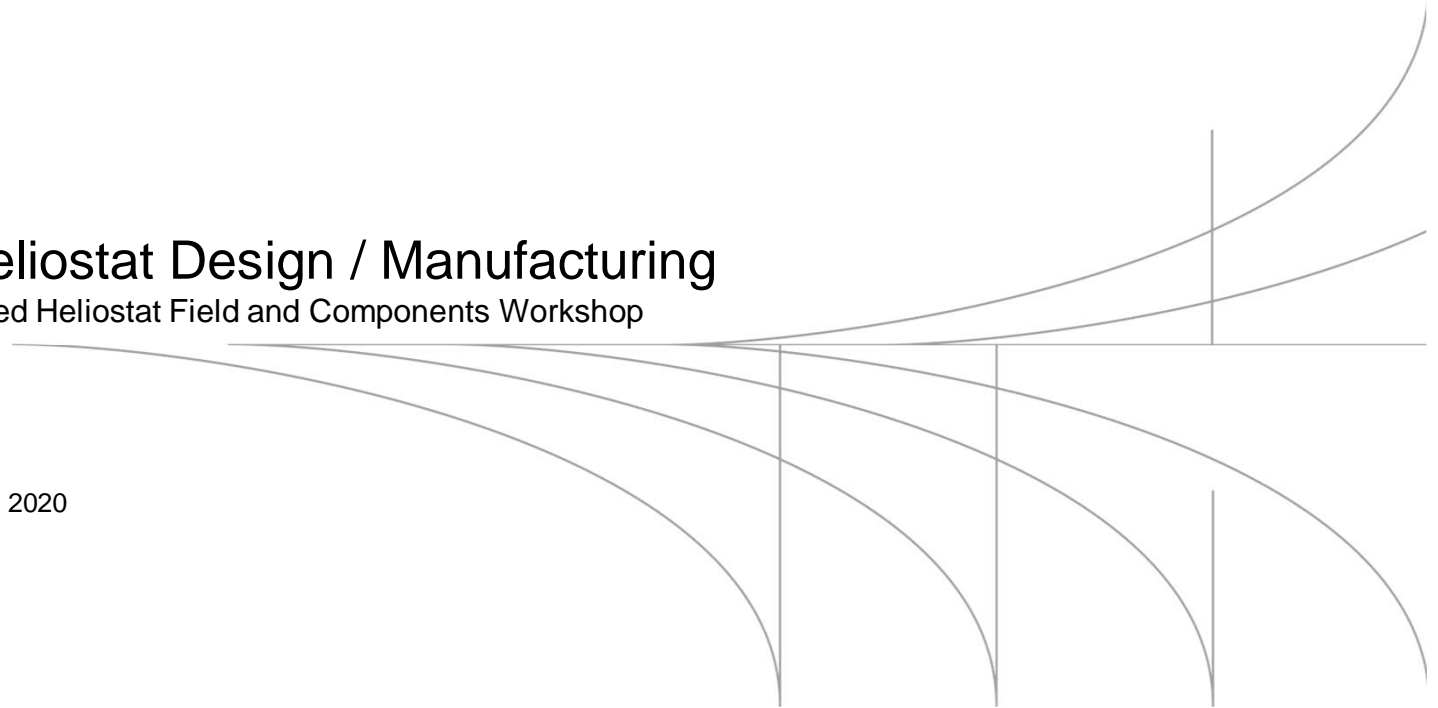 eliostat Design / Manufacturing
ed Heliostat Field and Components Workshop
2020